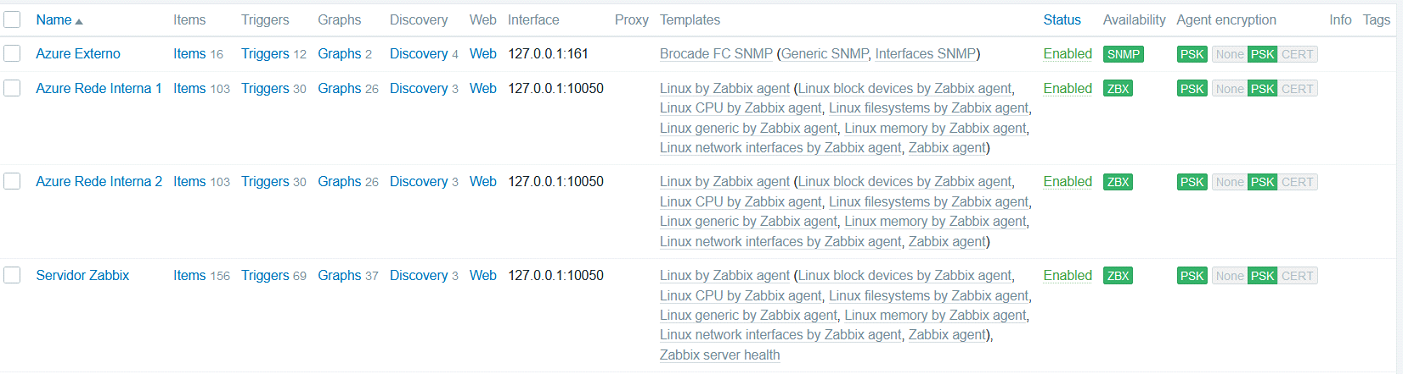 Name Items Triggers Graphs Discovery Web Interface Proxy Templates Status Availability Agent encryption Info Tags
Azure Externo Items 16 Triggers 12 Graphs 2 Discovery 4 Web 127.0.0.1:161 Brocade FC SNMP (Generic SNMP, Interfaces SNMP) Enabled SNMP PSK None PSK CERT
Azure Rede Interna 1 Items 103 Triggers 30 Graphs 26 Discovery 3 Web 127.0.0.1:10050 Linux by Zabbix agent (Linux block devices by Zabbix agent, Enabled ZBX PSK None PSK CERT
Linux CPU by Zabbix agent, Linux filesystems by Zabbix agent,
Linux generic by Zabbix agent, Linux memory by Zabbix agent,
Linux network interfaces by Zabbix agent, Zabbix agent)
Azure Rede Interna 2 Items 103 Triggers 30 Graphs 26 Discovery 3 Web 127.0.0.1:10050 Linux by Zabbix agent (Linux block devices by Zabbix agent, Enabled ZBX PSK None PSK CERT
Linux CPU by Zabbix agent, Linux filesystems by Zabbix agent,
Linux generic by Zabbix agent, Linux memory by Zabbix agent,
Linux network interfaces by Zabbix agent, Zabbix agent)
Servidor Zabbix Items 156 Triggers 69 Graphs 37 Discovery 3 Web 127.0.0.1:10050 Linux by Zabbix agent (Linux block devices by Zabbix agent, Enabled ZBX PSK None PSK CERT
Linux CPU by Zabbix agent, Linux filesystems by Zabbix agent,
Linux generic by Zabbix agent, Linux memory by Zabbix agent,
Linux network interfaces by Zabbix agent, Zabbix agent),
Zabbix server health